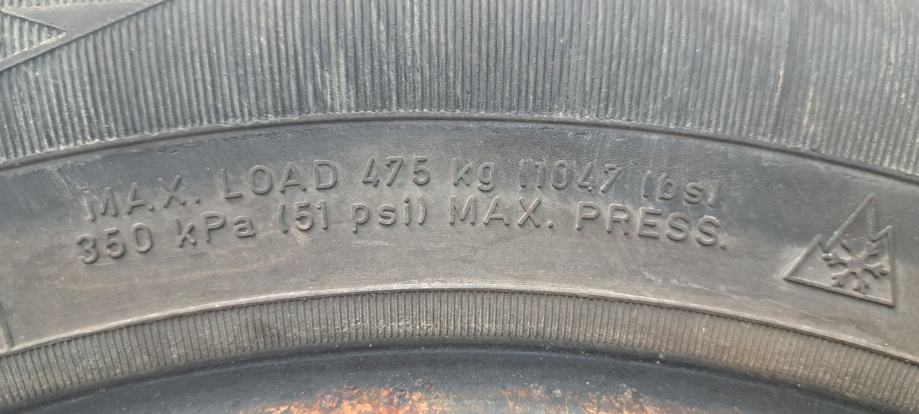 MAX. LOAD 475 kg (1047 lbs)
350 kPa (51 psi) MAX. PRESS.